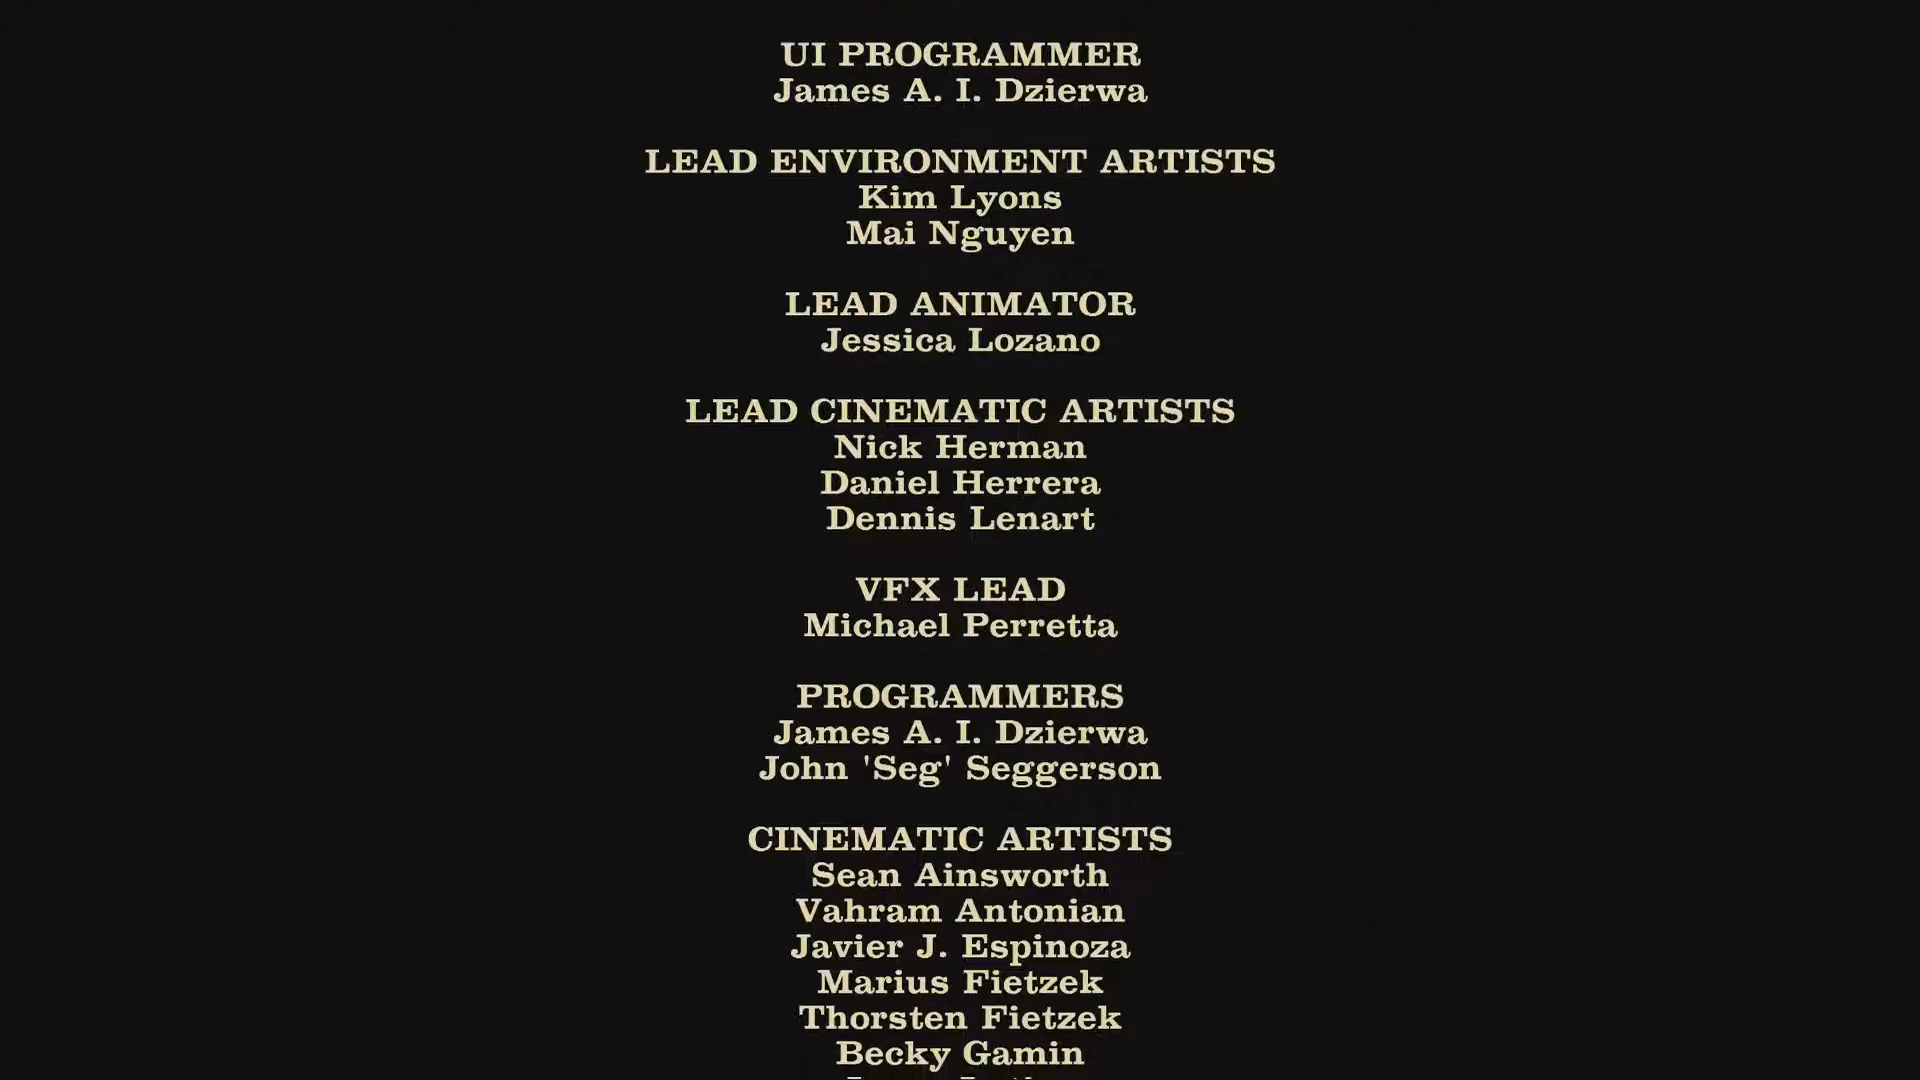 UI PROGRAMMER
James A. I. Dzierwa
LEAD ENVIRONMENT ARTISTS
Kim Lyons
Mai Nguyen
LEAD ANIMATOR
Jessica Lozano
LEAD CINEMATIC ARTISTS
Nick Herman
Daniel Herrera
Dennis Lenart
VFX LEAD
Michael Perretta
PROGRAMMERS
James A. I. Dzierwa
John 'Seg' Seggerson
CINEMATIC ARTISTS
Sean Ainsworth
Vahram Antonian
Javier J. Espinoza
Marius Fietzek
Thorsten Fietzek
Becky Gamin